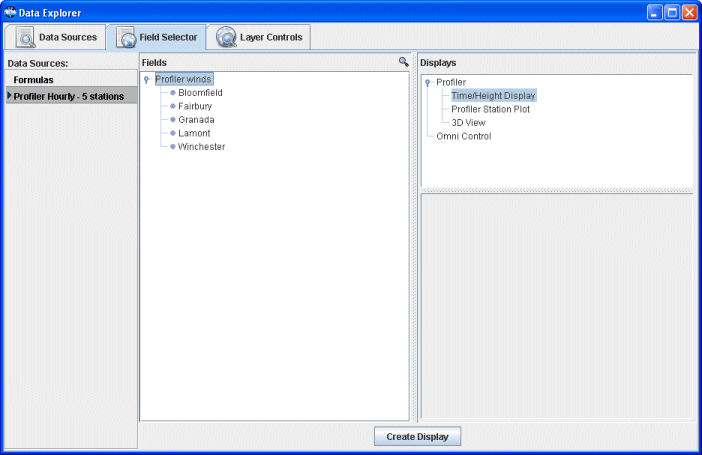 Data Explorer
Data Sources
Field Selector
Layer Controls
Data Sources:
Formulas
Profiler Hourly - 5 stations
Fields
Profiler winds
Bloomfield
Fairbury
Granada
Lamont
Winchester
Displays
Profiler
Time/Height Display
Profiler Station Plot
3D View
Omni Control
Create Display